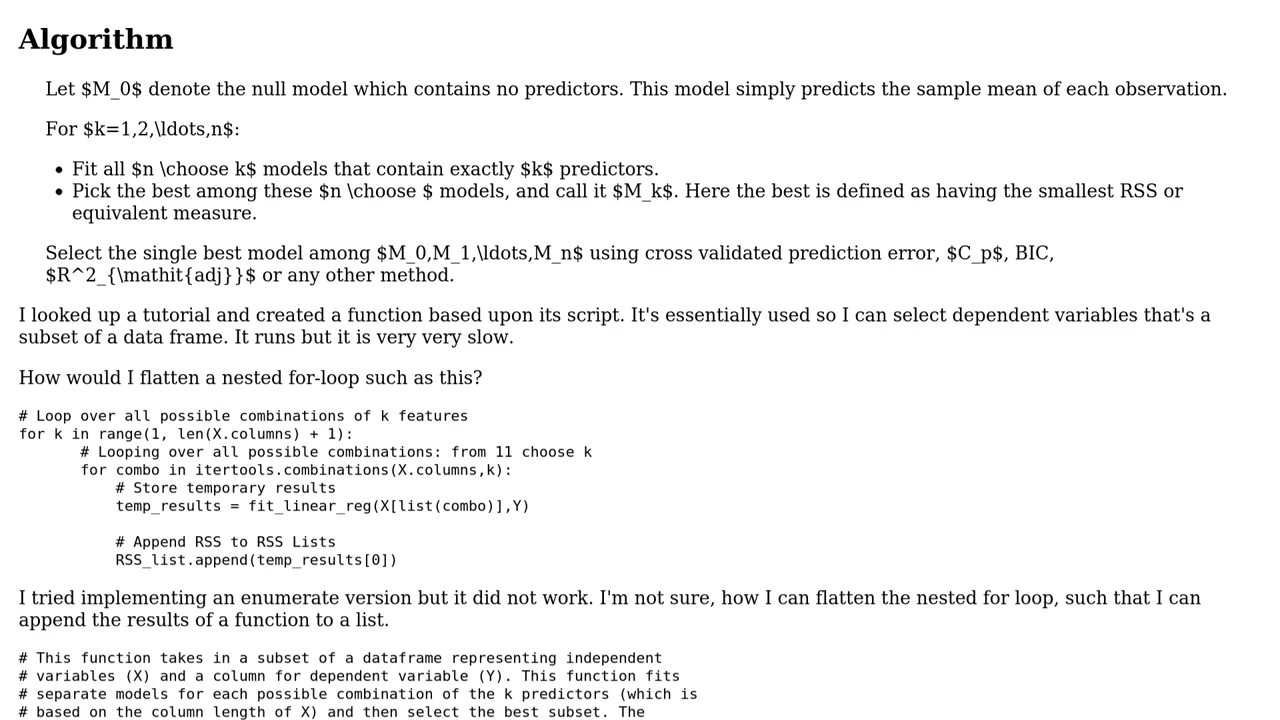 Algorithm
Let $M_0$ denote the null model which contains no predictors. This model simply predicts the sample mean of each observation.
For $k=1,2,\ldots,n$:
• Fit all $n \choose k$ models that contain exactly $k$ predictors.
• Pick the best among these $n \choose $ models, and call it $M_k$. Here the best is defined as having the smallest RSS or
equivalent measure.
Select the single best model among $M_0,M_1,\ldots,M_n$ using cross validated prediction error, $C_p$, BIC,
$R^2_{\mathit{adj}}$ or any other method.
I looked up a tutorial and created a function based upon its script. It's essentially used so I can select dependent variables that's a
subset of a data frame. It runs but it is very very slow.
How would I flatten a nested for-loop such as this?
# Loop over all possible combinations of k features
for k in range(1, len(X.columns) + 1):
       # Looping over all possible combinations: from 11 choose k
       for combo in itertools.combinations(X.columns,k):
           # Store temporary results
           temp_results = fit_linear_reg(X[list(combo)],Y)
           # Append RSS to RSS Lists
           RSS_list.append(temp_results[0])
I tried implementing an enumerate version but it did not work. I'm not sure, how I can flatten the nested for loop, such that I can
append the results of a function to a list.
# This function takes in a subset of a dataframe representing independent
# variables (X) and a column for dependent variable (Y). This function fits
# separate models for each possible combination of the k predictors (which is
# based on the column length of X) and then select the best subset. The